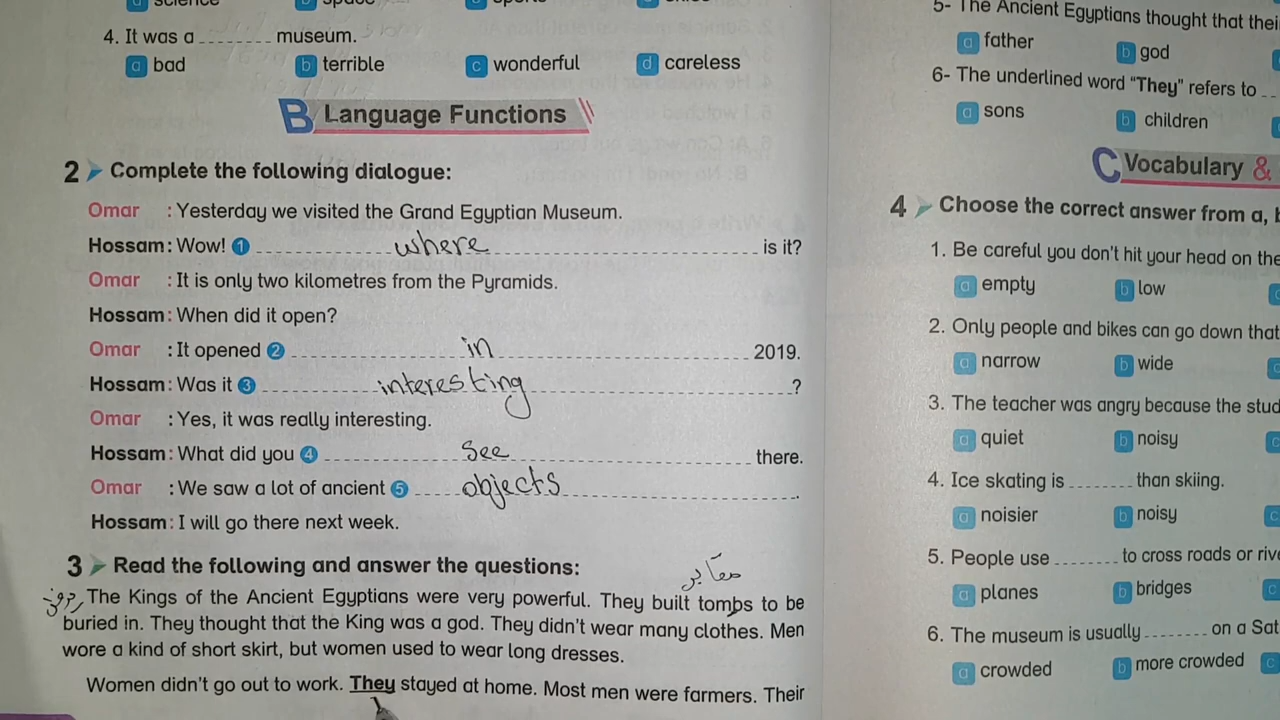 4. It was a ________ museum.
a bad b terrible c wonderful d careless
B Language Functions
2 Complete the following dialogue:
Omar : Yesterday we visited the Grand Egyptian Museum.
Hossam: Wow! 1 where is it?
Omar : It is only two kilometres from the Pyramids.
Hossam: When did it open?
Omar : It opened 2 in 2019.
Hossam: Was it 3 interesting ?
Omar : Yes, it was really interesting.
Hossam: What did you 4 see there.
Omar : We saw a lot of ancient 5 objects .
Hossam: I will go there next week.
3 Read the following and answer the questions:
The Kings of the Ancient Egyptians were very powerful. They built tombs to be
buried in. They thought that the King was a god. They didn't wear many clothes. Men
wore a kind of short skirt, but women used to wear long dresses.
Women didn't go out to work. They stayed at home. Most men were farmers. Their
5- The Ancient Egyptians thought that thei
a father b god
6- The underlined word "They" refers to __
a sons b children
C Vocabulary &
4 Choose the correct answer from a, b
1. Be careful you don't hit your head on the
a empty b low
2. Only people and bikes can go down that
a narrow b wide
3. The teacher was angry because the stud
a quiet b noisy
4. Ice skating is ________ than skiing.
a noisier b noisy
5. People use ________ to cross roads or rive
a planes b bridges
6. The museum is usually ________ on a Sat
a crowded b more crowded